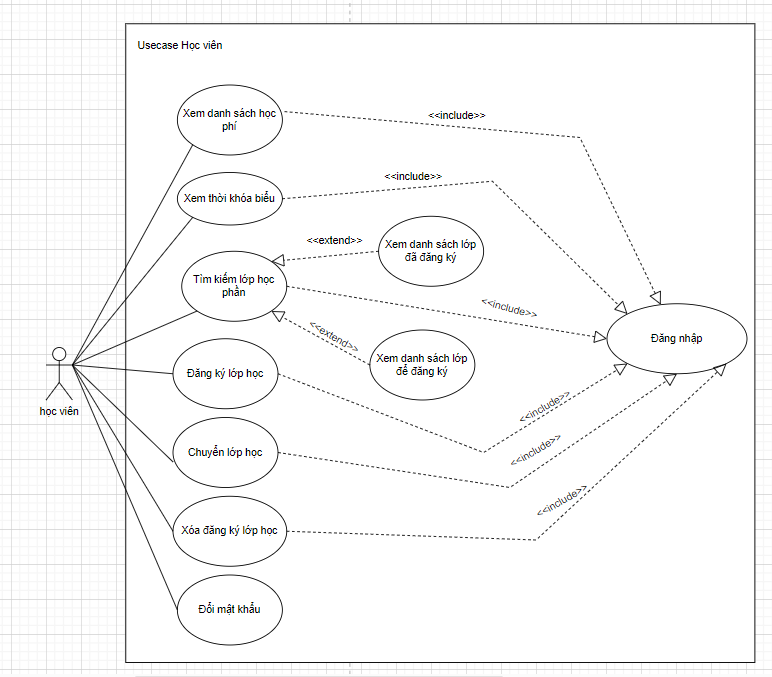 Usecase Học viên
Xem danh sách học
phí
<<include>>
Xem thời khóa biểu
<<include>>
<<extend>>
Xem danh sách lớp
đã đăng ký
Tìm kiếm lớp học
phần
<<include>>
<<extend>>
Xem danh sách lớp
để đăng ký
Đăng nhập
học viên
Đăng ký lớp học
<<include>>
Chuyển lớp học
<<include>>
Xóa đăng ký lớp học
<<include>>
Đổi mật khẩu